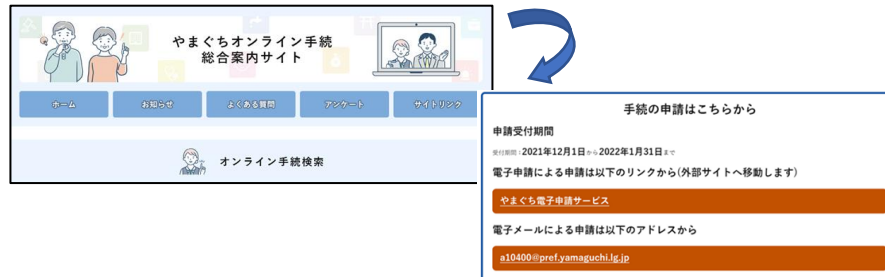 やまぐちオンライン手続
総合案内サイト
ホーム
お知らせ
よくある質問
アンケート
サイトリンク
オンライン手続検索
手続の申請はこちらから
申請受付期間
受付期間：2021年12月1日から2022年1月31日まで
電子申請による申請は以下のリンクから(外部サイトへ移動します)
やまぐち電子申請サービス
電子メールによる申請は以下のアドレスから
a10400@pref.yamaguchi.lg.jp